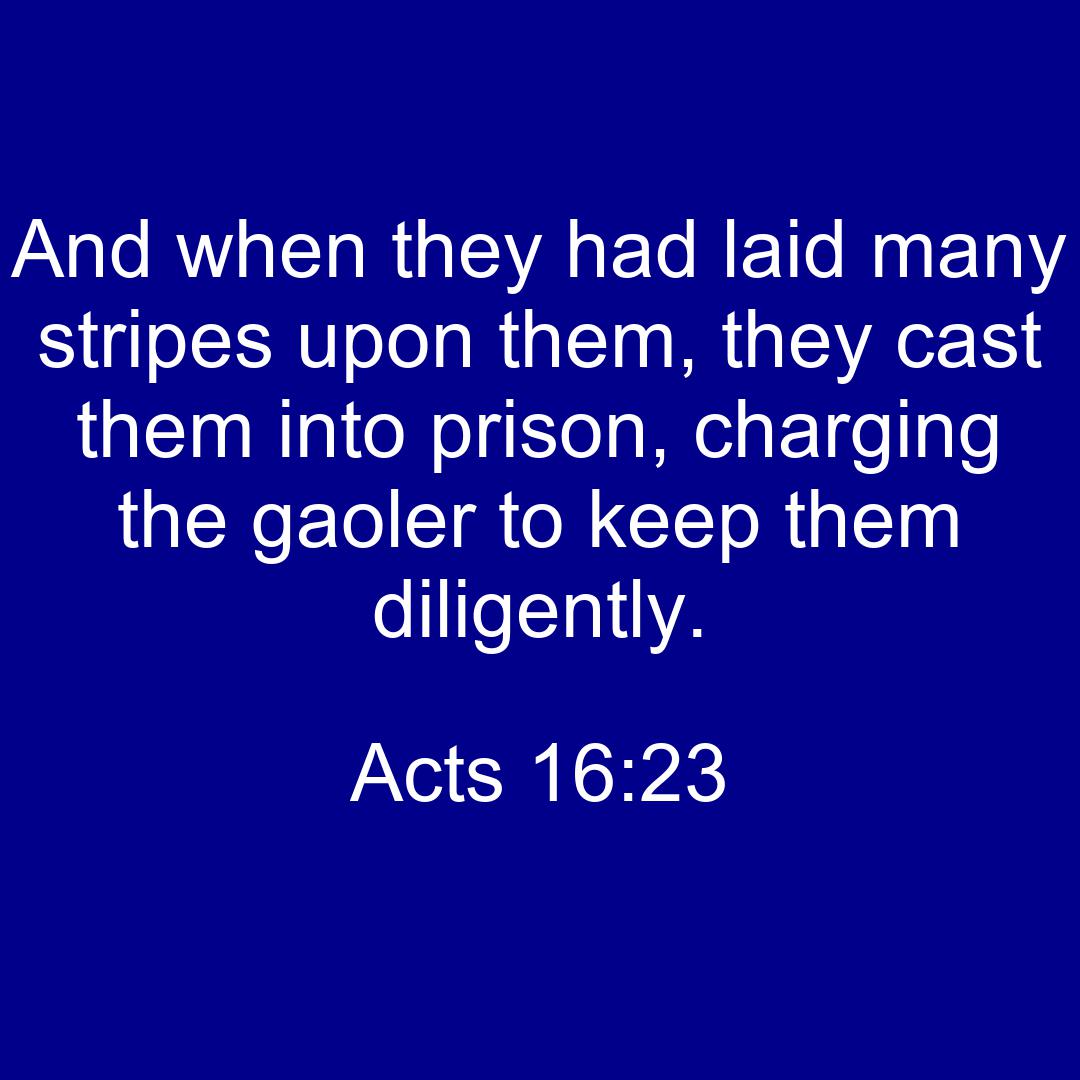 And when they had laid many
stripes upon them, they cast
them into prison, charging
the gaoler to keep them
diligently.
Acts 16:23